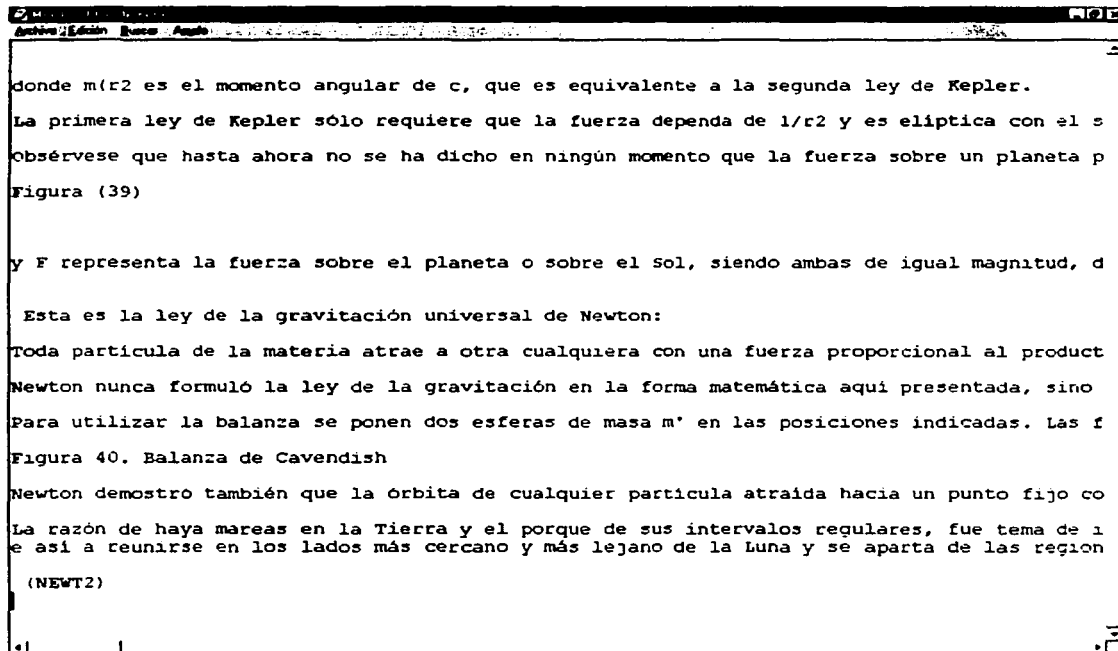 Archivo Edición Buscar Ayuda
donde m(r2 es el momento angular de c, que es equivalente a la segunda ley de Kepler.
La primera ley de Kepler sólo requiere que la fuerza dependa de 1/r2 y es elíptica con el s
obsérvese que hasta ahora no se ha dicho en ningún momento que la fuerza sobre un planeta p
Figura (39)
y F representa la fuerza sobre el planeta o sobre el Sol, siendo ambas de igual magnitud, d
Esta es la ley de la gravitación universal de Newton:
Toda partícula de la materia atrae a otra cualquiera con una fuerza proporcional al product
Newton nunca formuló la ley de la gravitación en la forma matemática aquí presentada, sino
Para utilizar la balanza se ponen dos esferas de masa m' en las posiciones indicadas. Las f
Figura 40. Balanza de Cavendish
Newton demostró también que la órbita de cualquier partícula atraída hacia un punto fijo co
La razón de haya mareas en la Tierra y el porque de sus intervalos regulares, fue tema de i
e así a reunirse en los lados más cercano y más lejano de la Luna y se aparta de las region
(NEWT2)